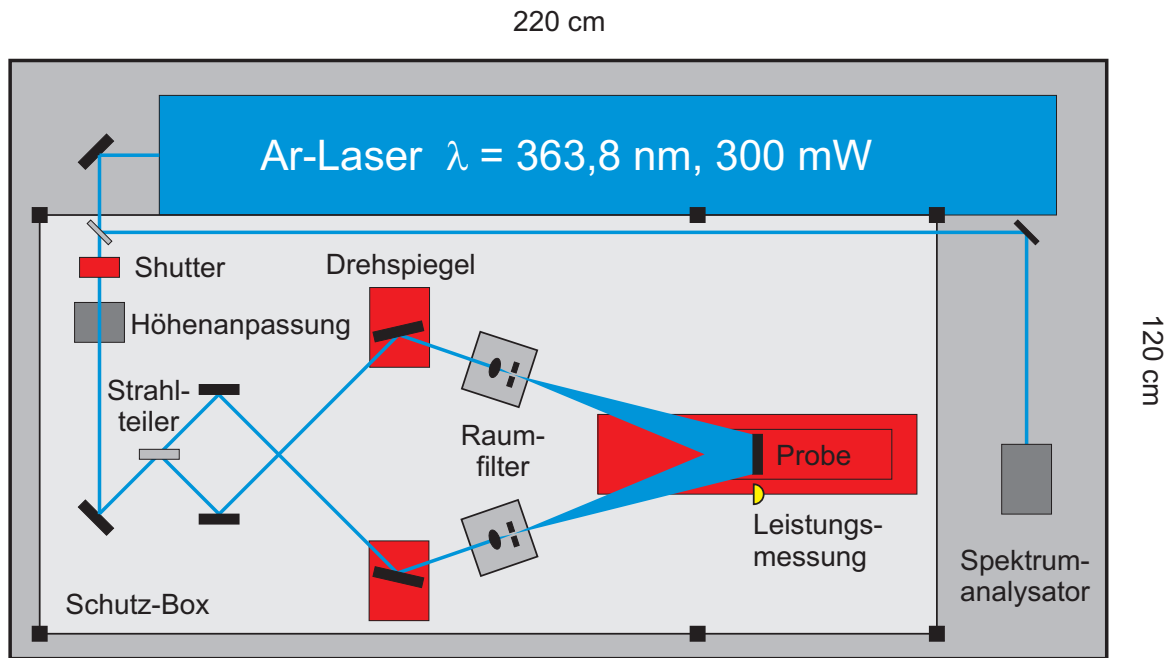 220 cm
Ar-Laser λ = 363,8 nm, 300 mW
Shutter
Drehspiegel
Höhenanpassung
Strahl-
teiler
Raum-
filter
Probe
Leistungs-
messung
Spektrum-
analysator
Schutz-Box
120 cm